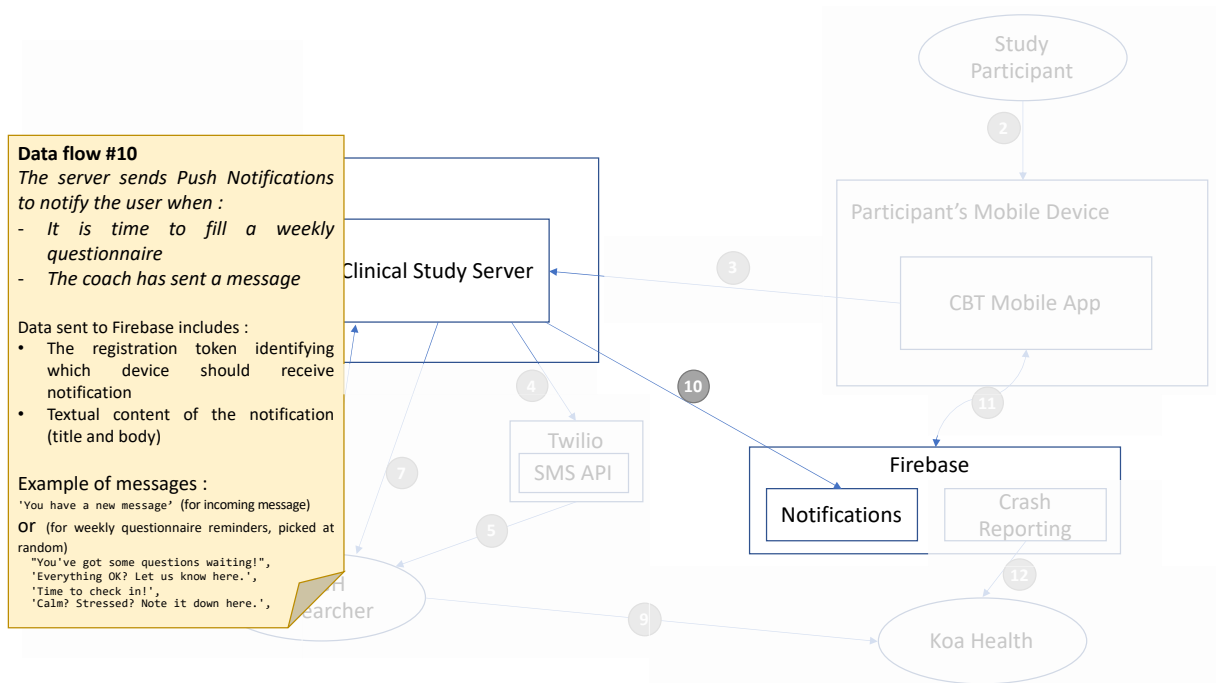 Data flow #10
The server sends Push Notifications
to notify the user when :
- It is time to fill a weekly
questionnaire
- The coach has sent a message
Data sent to Firebase includes :
• The registration token identifying
which device should receive
notification
• Textual content of the notification
(title and body)
Example of messages :
'You have a new message’ (for incoming message)
or (for weekly questionnaire reminders, picked at
random)
"You've got some questions waiting!",
'Everything OK? Let us know here.',
'Time to check in!',
'Calm? Stressed? Note it down here.',
Study
Participant
2
Participant’s Mobile Device
CBT Mobile App
3
Clinical Study Server
4
10
11
Twilio
SMS API
7
5
Firebase
Notifications
Crash
Reporting
12
9
Koa Health